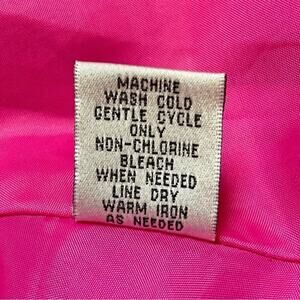 MACHINE
WASH COLD
GENTLE CYCLE
ONLY
NON-CHLORINE
BLEACH
WHEN NEEDED
LINE DRY
WARM IRON
AS NEEDED